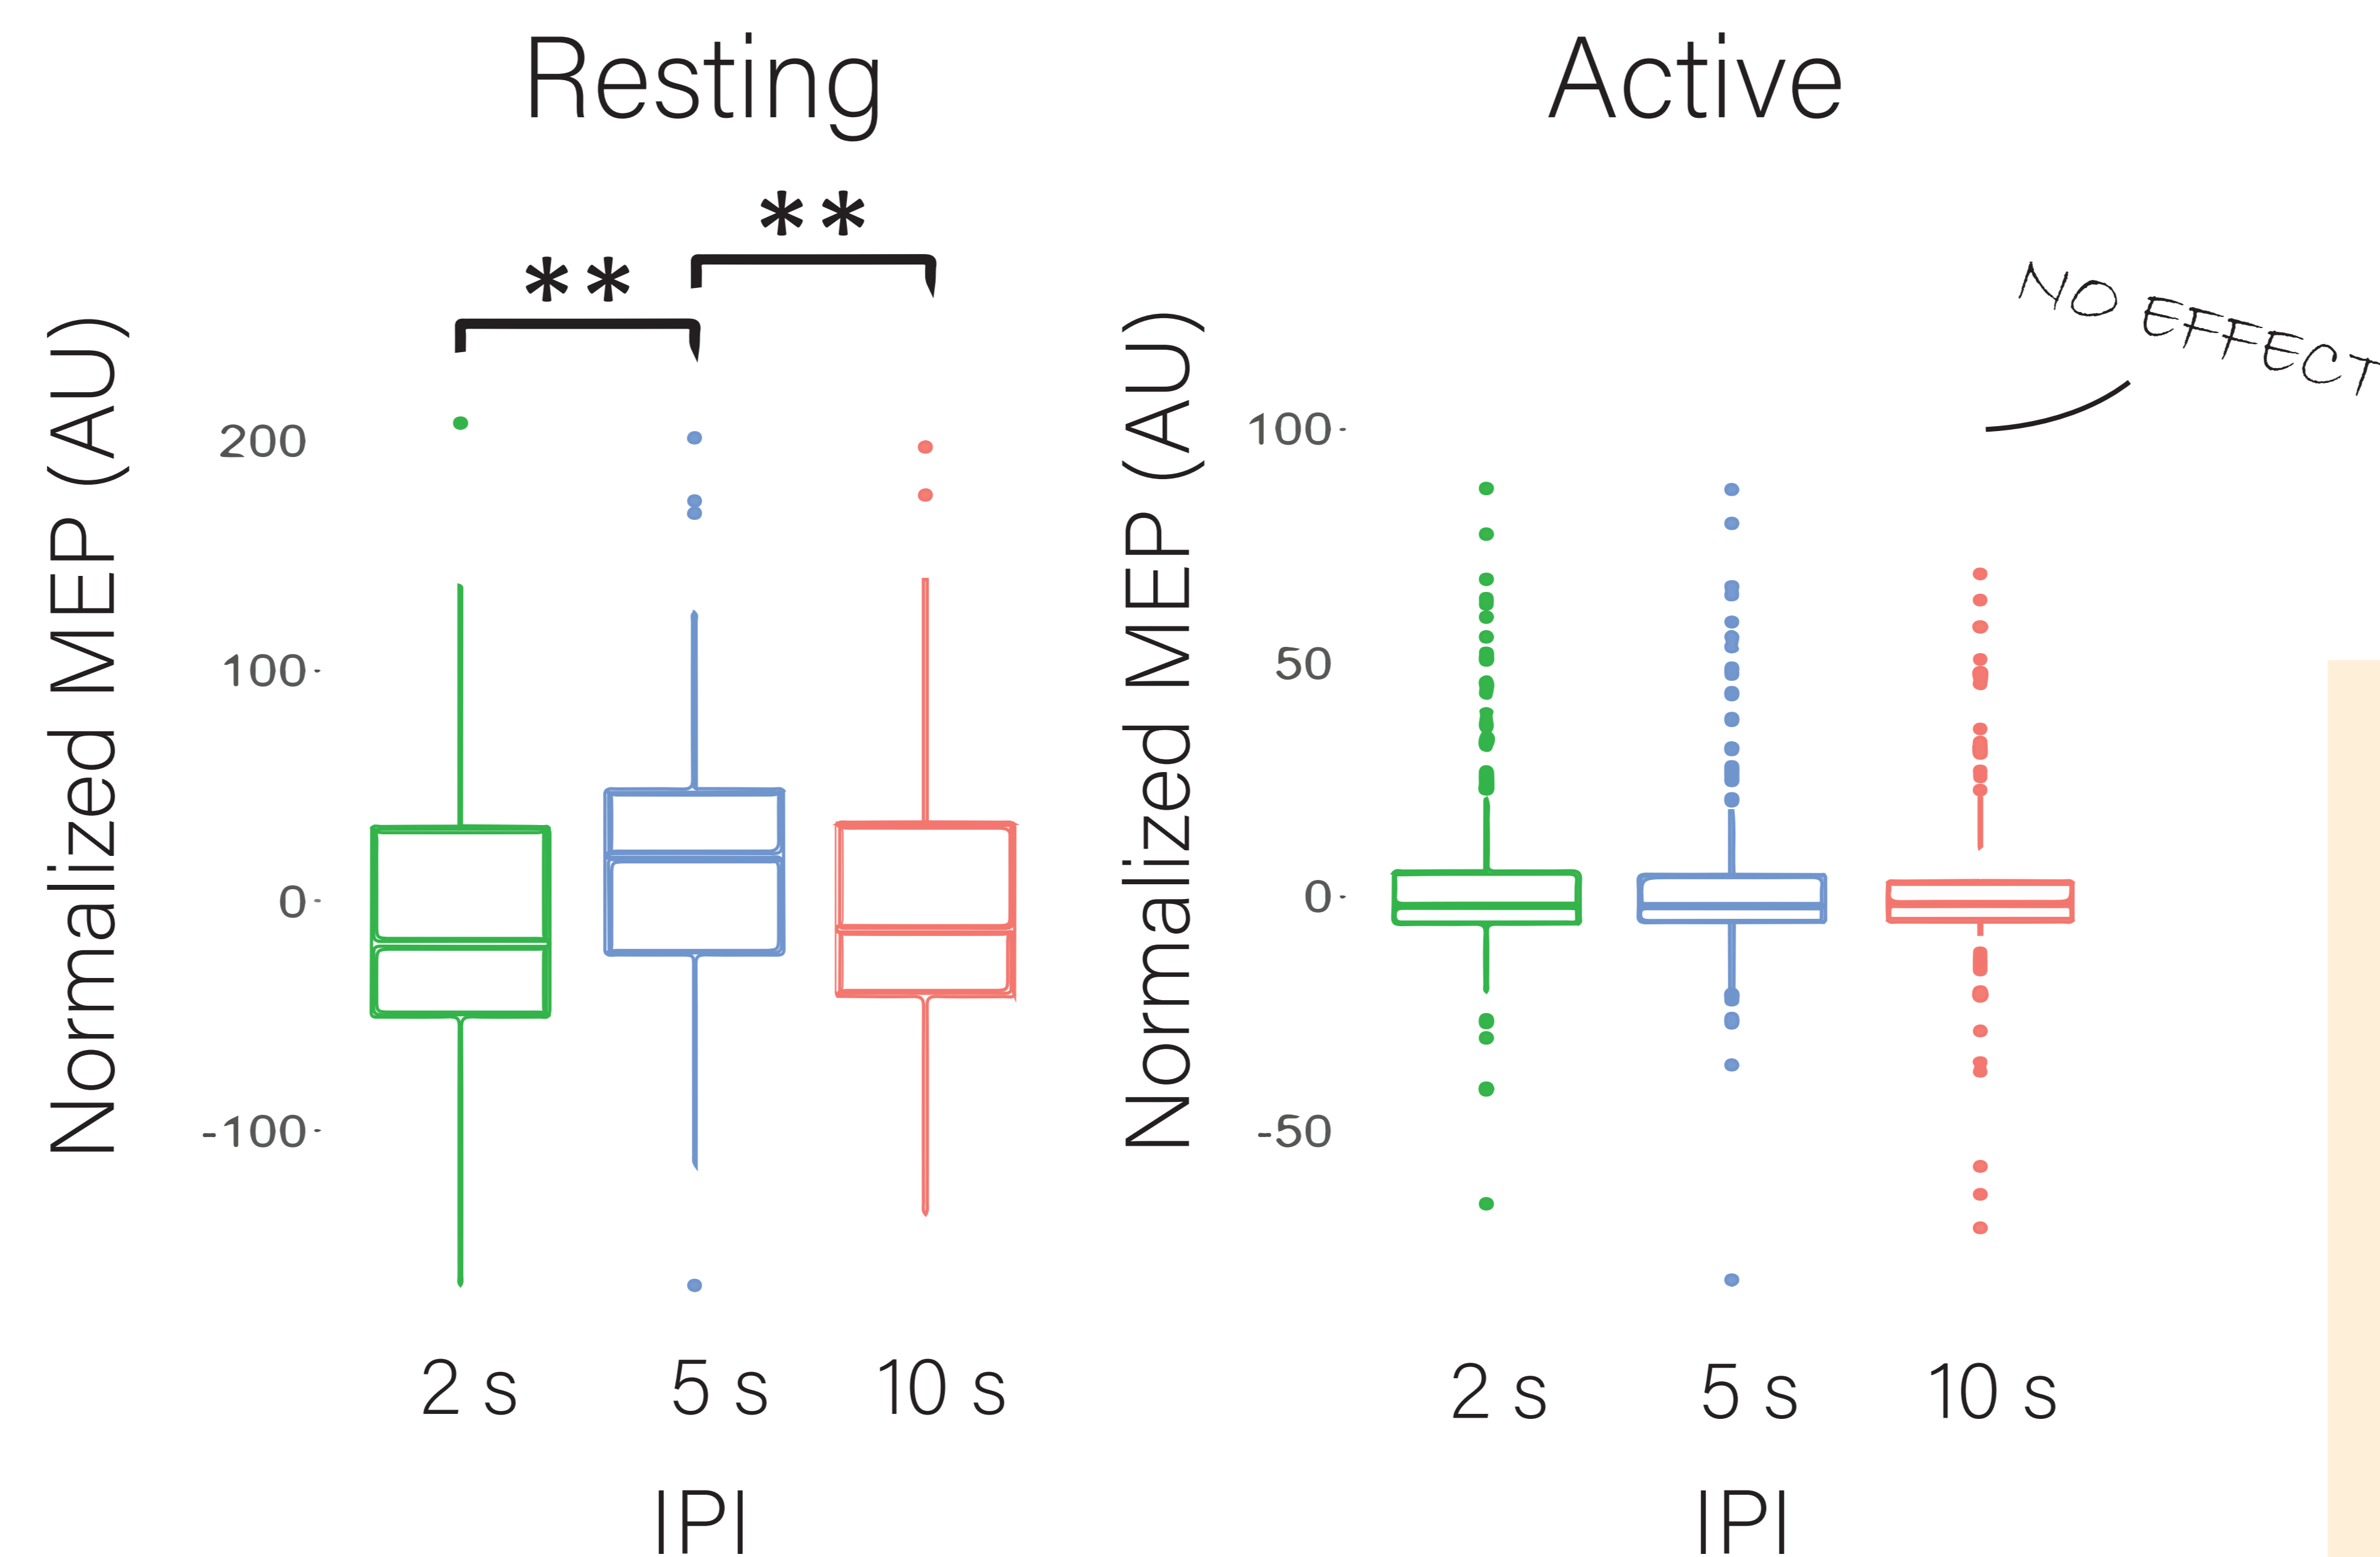 Resting
**
**
Normalized MEP (AU)
200
100
0
-100
2 s
5 s
10 s
IPI
Active
NO EFFECT
Normalized MEP (AU)
100
50
0
-50
2 s
5 s
10 s
IPI